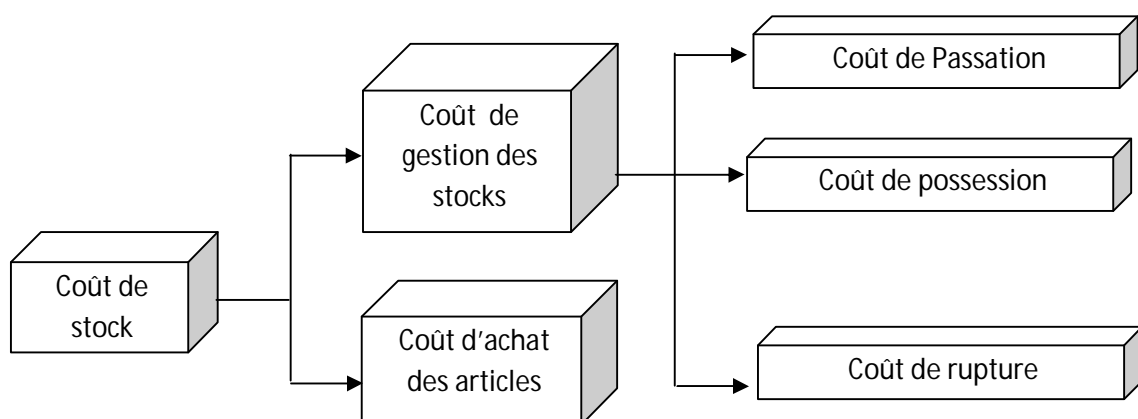 Coût de
stock
Coût de
gestion des
stocks
Coût d'achat
des articles
Coût de Passation
Coût de possession
Coût de rupture